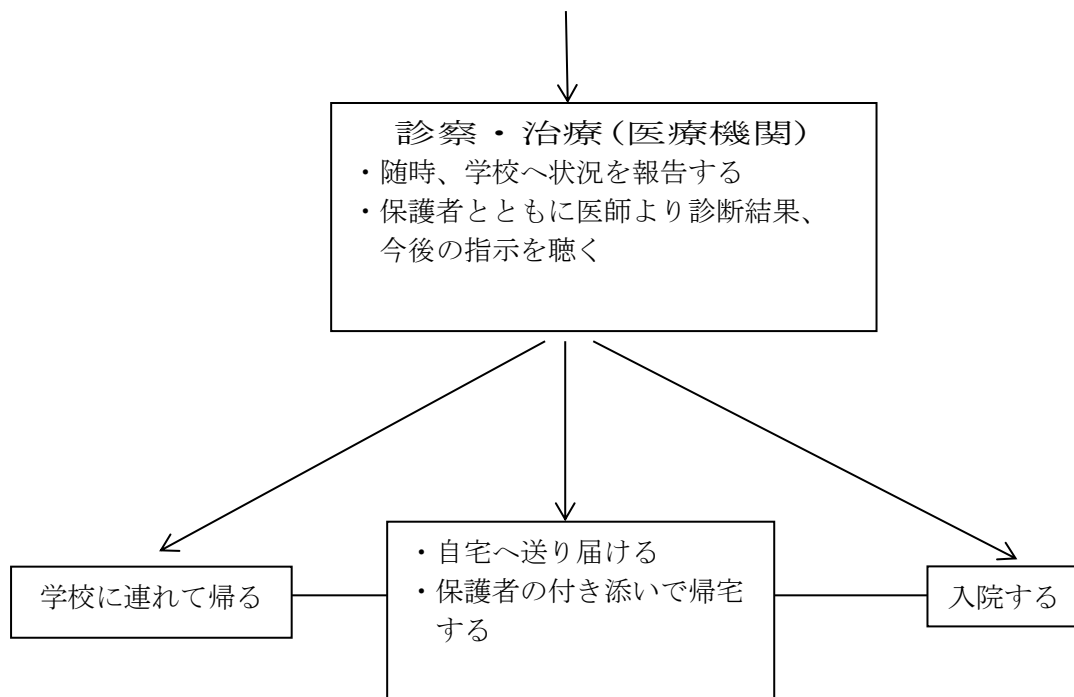 診察・治療(医療機関)
・随時、学校へ状況を報告する
・保護者とともに医師より診断結果、
今後の指示を聴く
学校に連れて帰る
・自宅へ送り届ける
・保護者の付き添いで帰宅
する
入院する